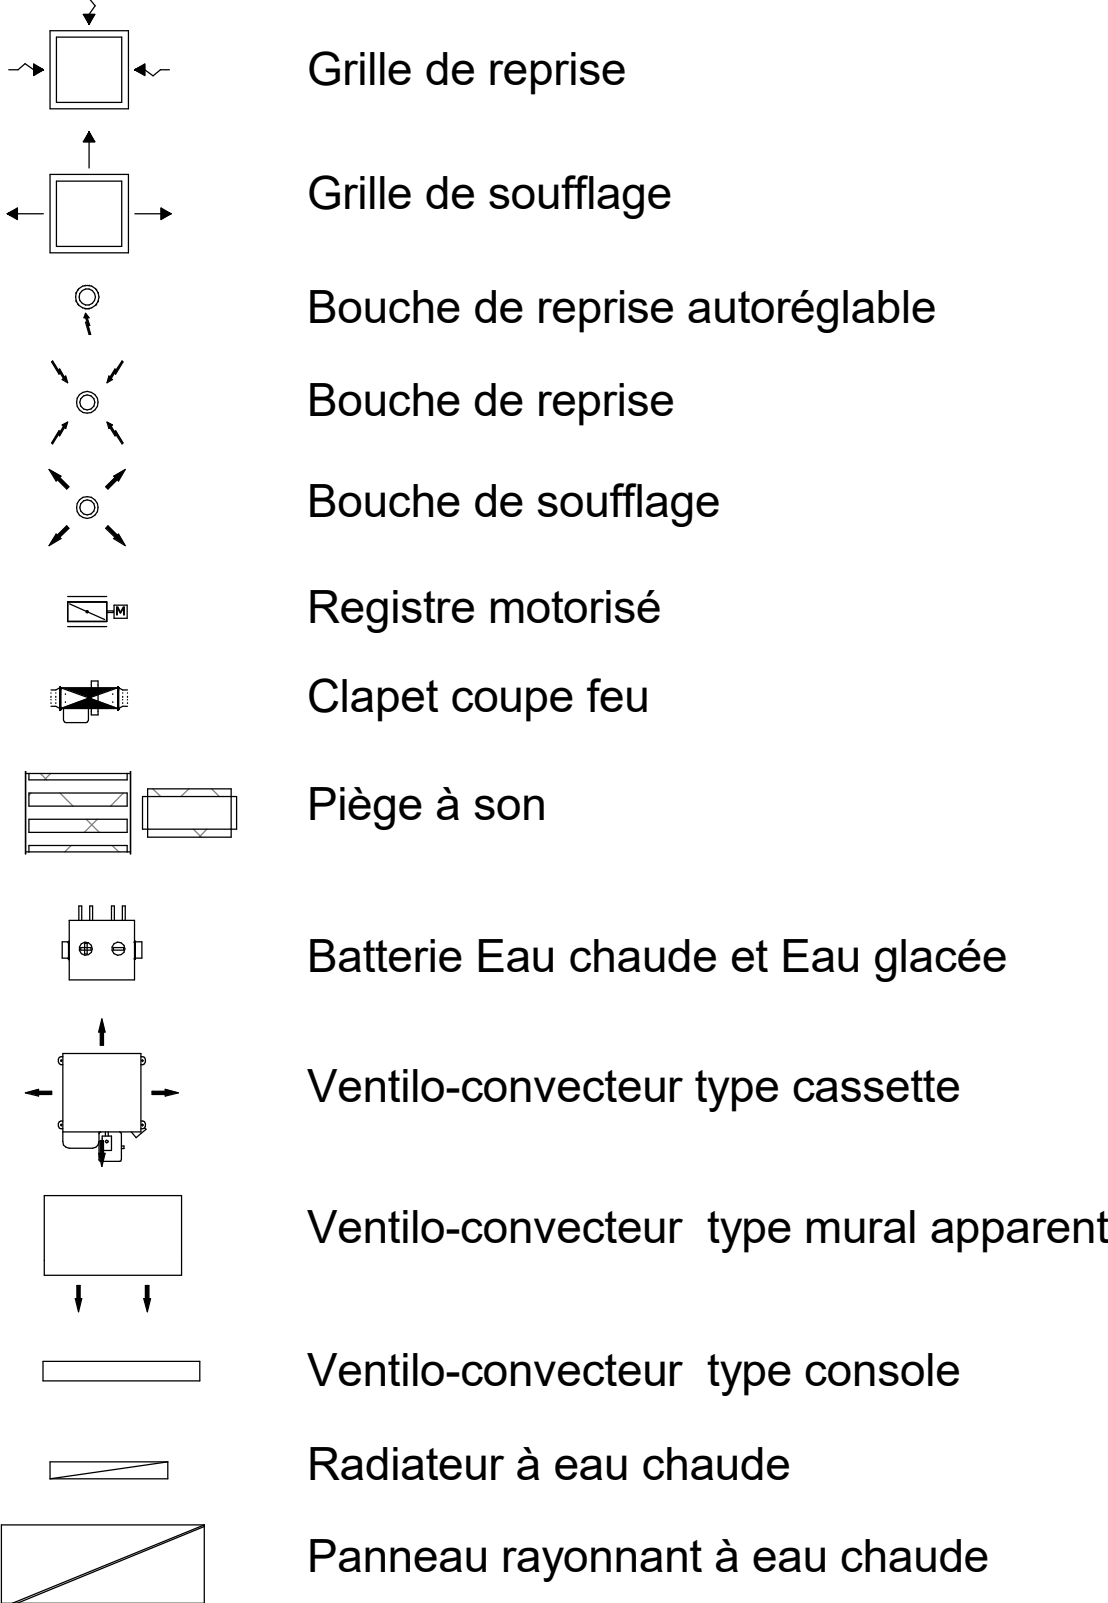 Grille de reprise
Grille de soufflage
Bouche de reprise autoréglable
Bouche de reprise
Bouche de soufflage
M
Registre motorisé
Clapet coupe feu
Piège à son
Batterie Eau chaude et Eau glacée
Ventilo-convecteur type cassette
Ventilo-convecteur  type mural apparent
Ventilo-convecteur  type console
Radiateur à eau chaude
Panneau rayonnant à eau chaude